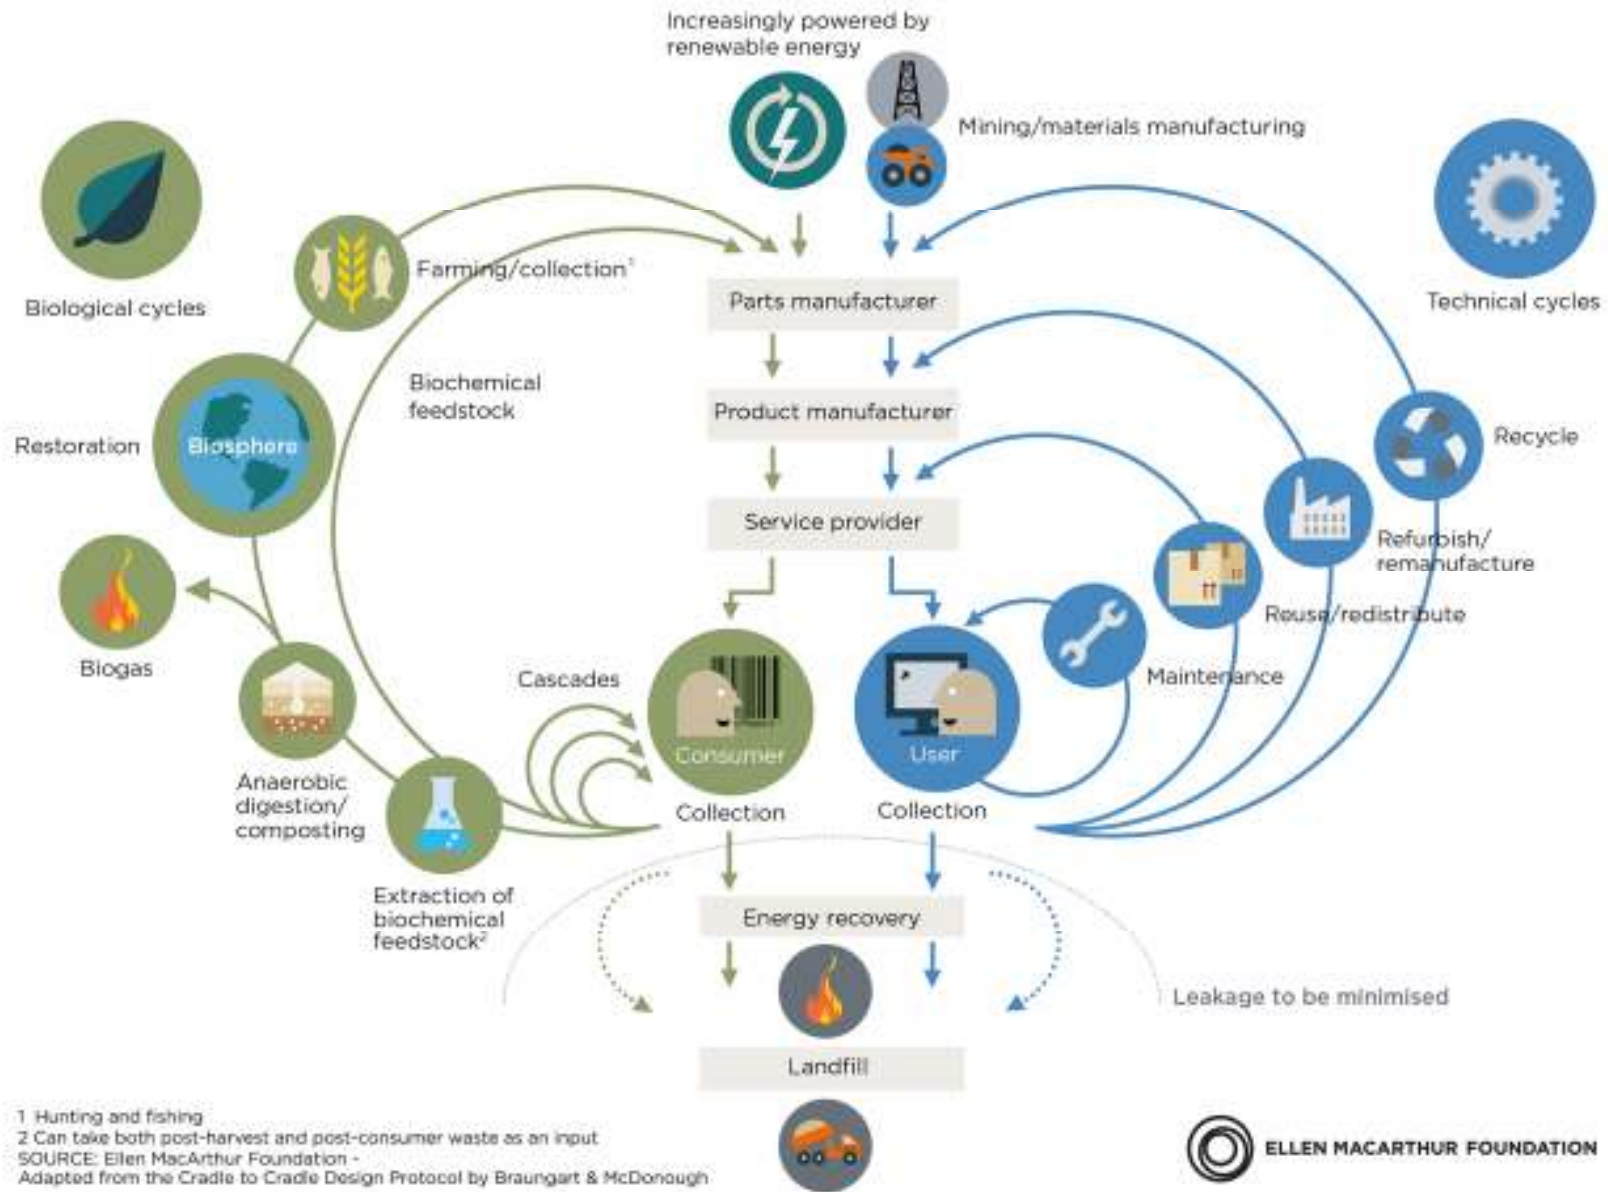 Increasingly powered by
renewable energy
Mining/materials manufacturing
Biological cycles
Technical cycles
Farming/collection¹
Parts manufacturer
Biochemical
feedstock
Product manufacturer
Restoration
Biosphere
Recycle
Service provider
Refurbish/
remanufacture
Biogas
Reuse/redistribute
Cascades
Maintenance
Consumer
User
Anaerobic
digestion/
composting
Collection
Collection
Extraction of
biochemical
feedstock²
Energy recovery
Leakage to be minimised
Landfill
1 Hunting and fishing
2 Can take both post-harvest and post-consumer waste as an input
SOURCE: Ellen MacArthur Foundation -
Adapted from the Cradle to Cradle Design Protocol by Braungart & McDonough
ELLEN MACARTHUR FOUNDATION